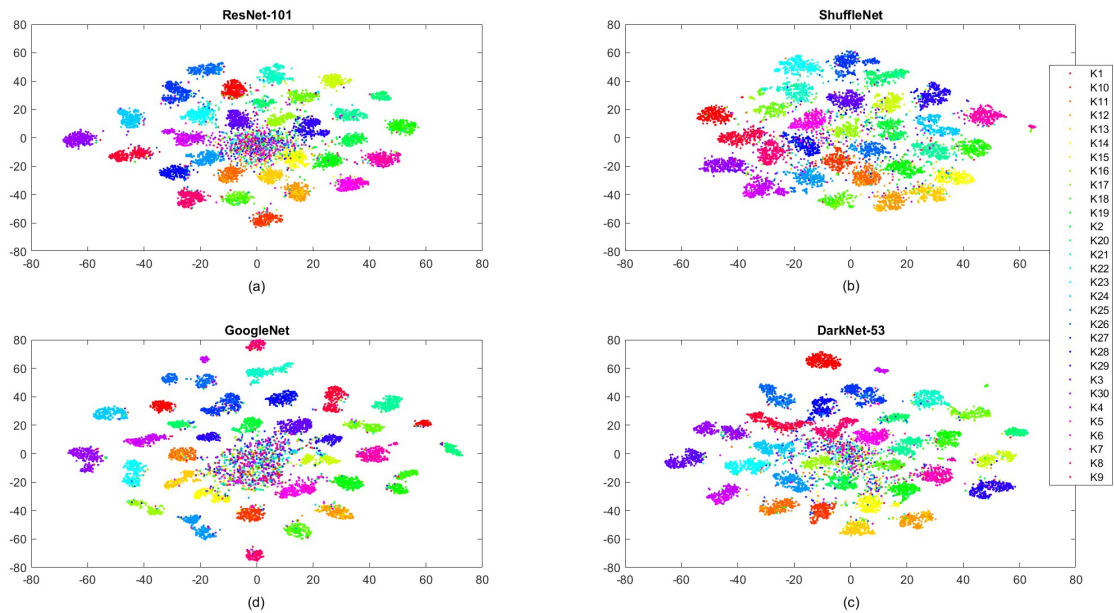 ResNet-101
80
60
40
20
0
-20
-40
-60
-80
-80 -60 -40 -20 0 20 40 60 80
(a)
ShuffleNet
80
60
40
20
0
-20
-40
-60
-80
-80 -60 -40 -20 0 20 40 60
(b)
K1
K10
K11
K12
K13
K14
K15
K16
K17
K18
K19
K2
K20
K21
K22
K23
K24
K25
K26
K27
K28
K29
K3
K30
K4
K5
K6
K7
K8
K9
GoogleNet
80
60
40
20
0
-20
-40
-60
-80
-80 -60 -40 -20 0 20 40 60 80
(d)
DarkNet-53
80
60
40
20
0
-20
-40
-60
-80
-80 -60 -40 -20 0 20 40 60 80
(c)